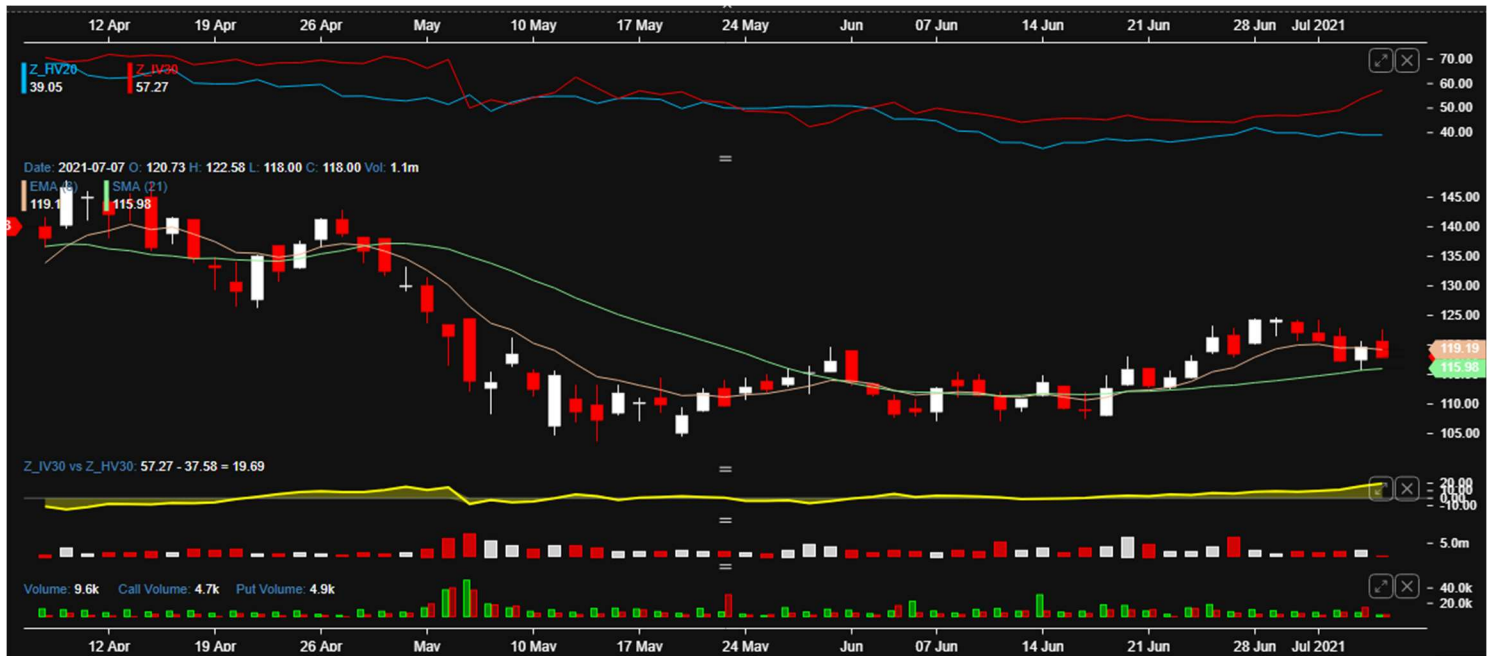 12 Apr 19 Apr 26 Apr May 10 May 17 May 24 May Jun 07 Jun 14 Jun 21 Jun 28 Jun Jul 2021
Z_HV20 Z_IV30
39.05 57.27
70.00
60.00
50.00
40.00
Date: 2021-07-07 O: 120.73 H: 122.58 L: 118.00 C: 118.00 Vol: 1.1m
SMA (21)
115.98
145.00
140.00
135.00
130.00
125.00
119.19
115.98
110.00
105.00
Z_IV30 vs Z_HV30: 57.27 - 37.58 = 19.69
20.00
0.00
-10.00
5.0m
Volume: 9.6k Call Volume: 4.7k Put Volume: 4.9k
40.0k
20.0k
12 Apr 19 Apr 26 Apr May 10 May 17 May 24 May Jun 07 Jun 14 Jun 21 Jun 28 Jun Jul 2021